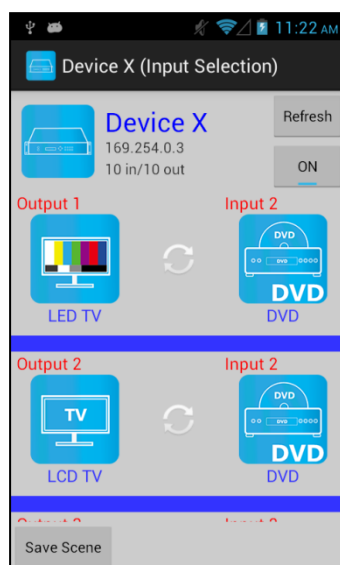 11:22 AM
Device X (Input Selection)
Device X
Refresh
169.254.0.3
10 in/10 out
ON
Output 1
Input 2
DVD
DVD
DVD
LED TV
DVD
Output 2
Input 2
TV
DVD
DVD
DVD
LCD TV
DVD
Save Scene